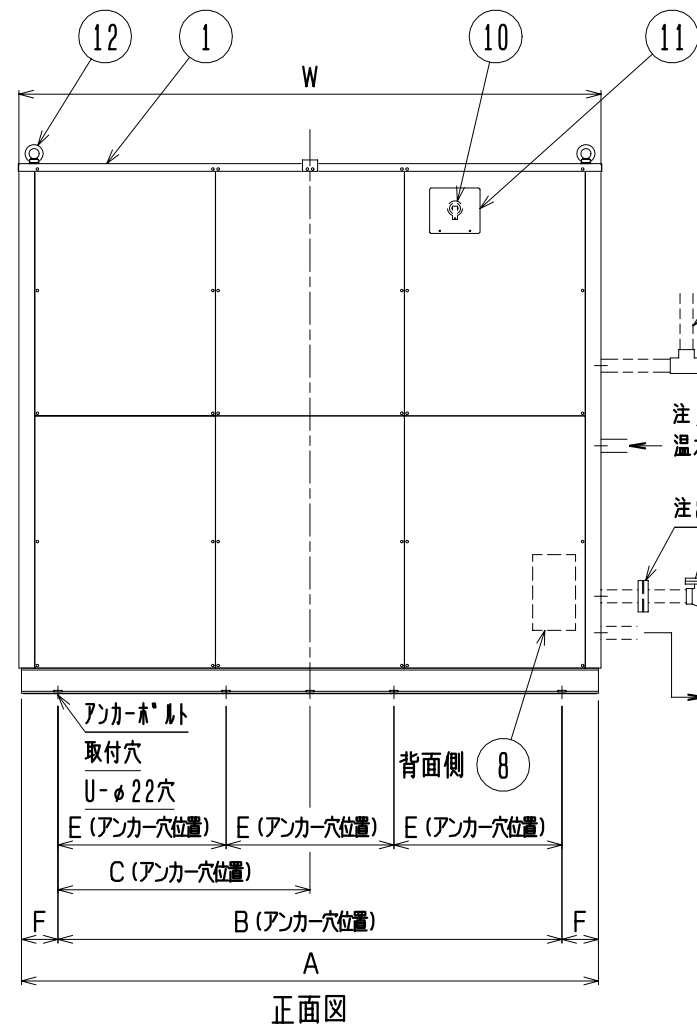 12
1
10
11
W
注
温
注
アンカーボルト
取付穴
U-φ22穴
背面側
8
E(アンカー穴位置)
E(アンカー穴位置)
E(アンカー穴位置)
C(アンカー穴位置)
F
B(アンカー穴位置)
F
A
正面図